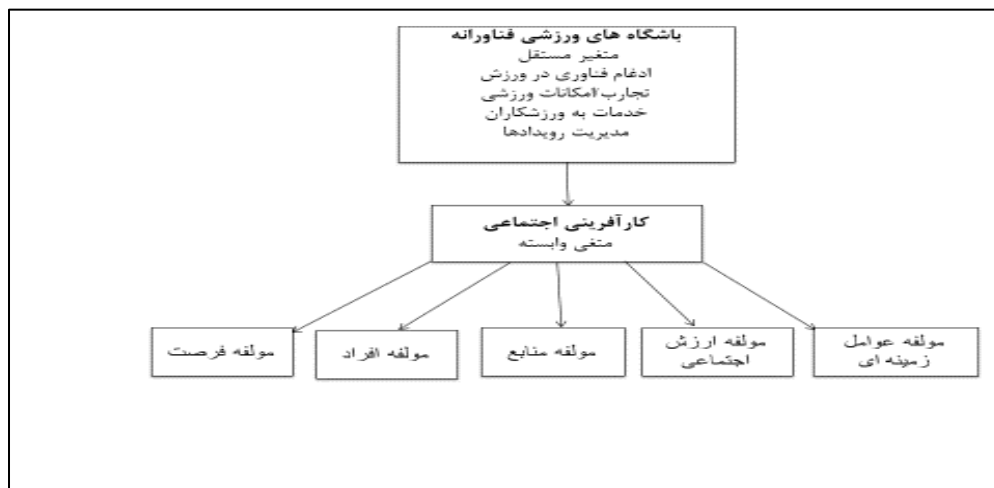 باشگاه های ورزشی فناورانه
متغیر مستقل
ادغام فناوری در ورزش
تجارب/امکانات ورزشی
خدمات به ورزشکاران
مدیریت رویدادها
کارآفرینی اجتماعی
متغی وابسته
مولفه عوامل
زمینه ای
مولفه ارزش
اجتماعی
مولفه منابع
مولفه افراد
مولفه فرصت